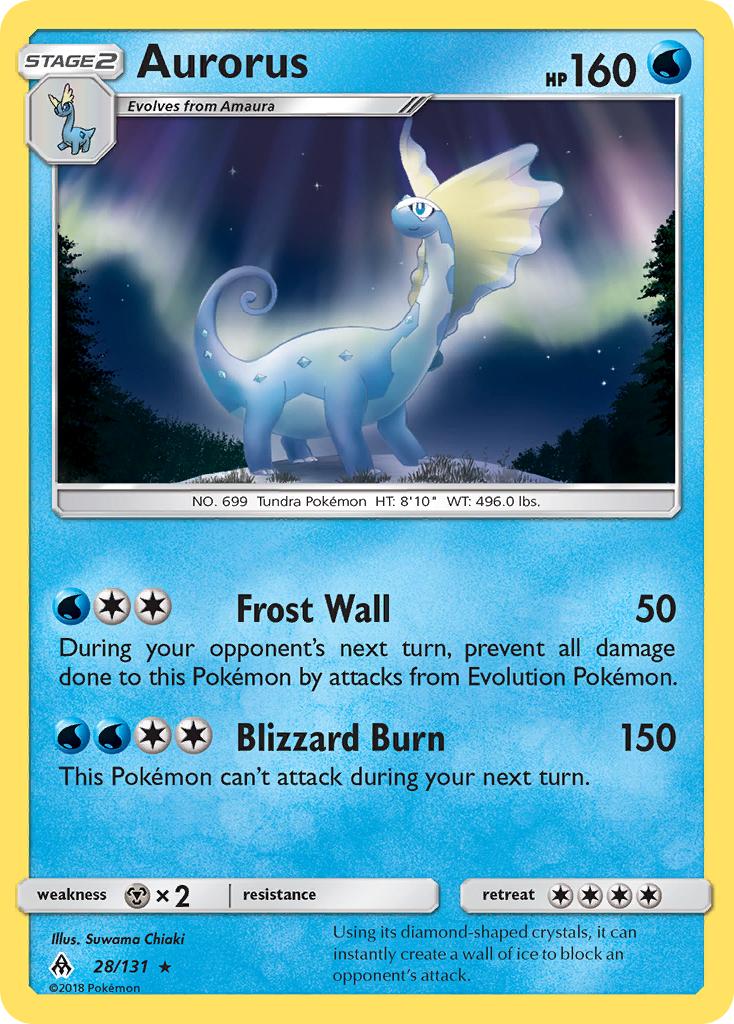 STAGE2
Aurorus
HP160
Evolves from Amaura
NO. 699 Tundra Pokémon HT: 8'10" WT: 496.0 lbs.
Frost Wall 50
During your opponent's next turn, prevent all damage
done to this Pokémon by attacks from Evolution Pokémon.
Blizzard Burn 150
This Pokémon can't attack during your next turn.
weakness ×2 resistance retreat
Illus. Suwama Chiaki
28/131 ★
©2018 Pokémon
Using its diamond-shaped crystals, it can
instantly create a wall of ice to block an
opponent's attack.